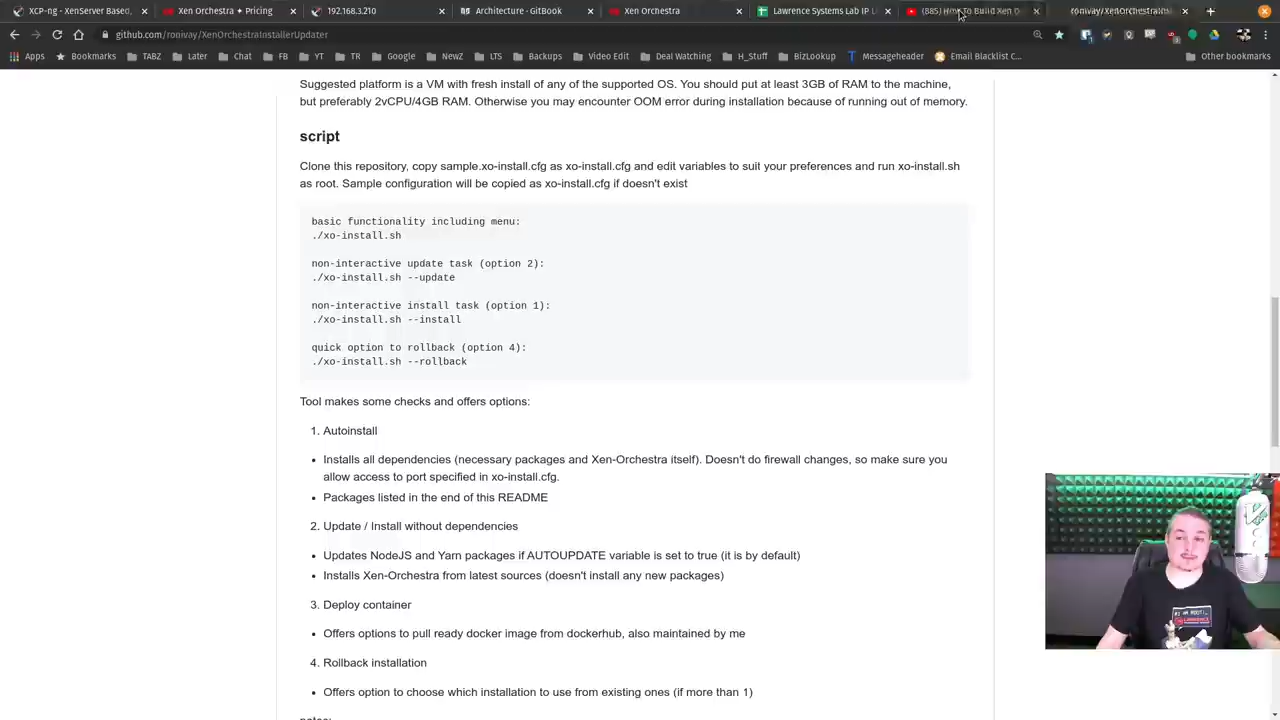 XCP-ng - XenServer Based,
Xen Orchestra ✦ Pricing
192.168.3.210
Architecture - GitBook
Xen Orchestra
Lawrence Systems Lab IP Li
(885) How To Build Xen O
ronivay/XenOrchestraIns
github.com/ronivay/XenOrchestraInstallerUpdater
Apps
Bookmarks
TABZ
Later
Chat
FB
TR
Google
NewZ
LTS
Backups
Video Edit
Deal Watching
H_Stuff
BizLookup
Messageheader
Email Blacklist C...
Other bookmarks
Suggested platform is a VM with fresh install of any of the supported OS. You should put at least 3GB of RAM to the machine,
but preferably 2vCPU/4GB RAM. Otherwise you may encounter OOM error during installation because of running out of memory.
script
Clone this repository, copy sample.xo-install.cfg as xo-install.cfg and edit variables to suit your preferences and run xo-install.sh
as root. Sample configuration will be copied as xo-install.cfg if doesn't exist
basic functionality including menu:
./xo-install.sh
non-interactive update task (option 2):
./xo-install.sh --update
non-interactive install task (option 1):
./xo-install.sh --install
quick option to rollback (option 4):
./xo-install.sh --rollback
Tool makes some checks and offers options:
1. Autoinstall
• Installs all dependencies (necessary packages and Xen-Orchestra itself). Doesn't do firewall changes, so make sure you
allow access to port specified in xo-install.cfg.
• Packages listed in the end of this README
2. Update / Install without dependencies
• Updates NodeJS and Yarn packages if AUTOUPDATE variable is set to true (it is by default)
• Installs Xen-Orchestra from latest sources (doesn't install any new packages)
3. Deploy container
• Offers options to pull ready docker image from dockerhub, also maintained by me
4. Rollback installation
• Offers option to choose which installation to use from existing ones (if more than 1)
notes: